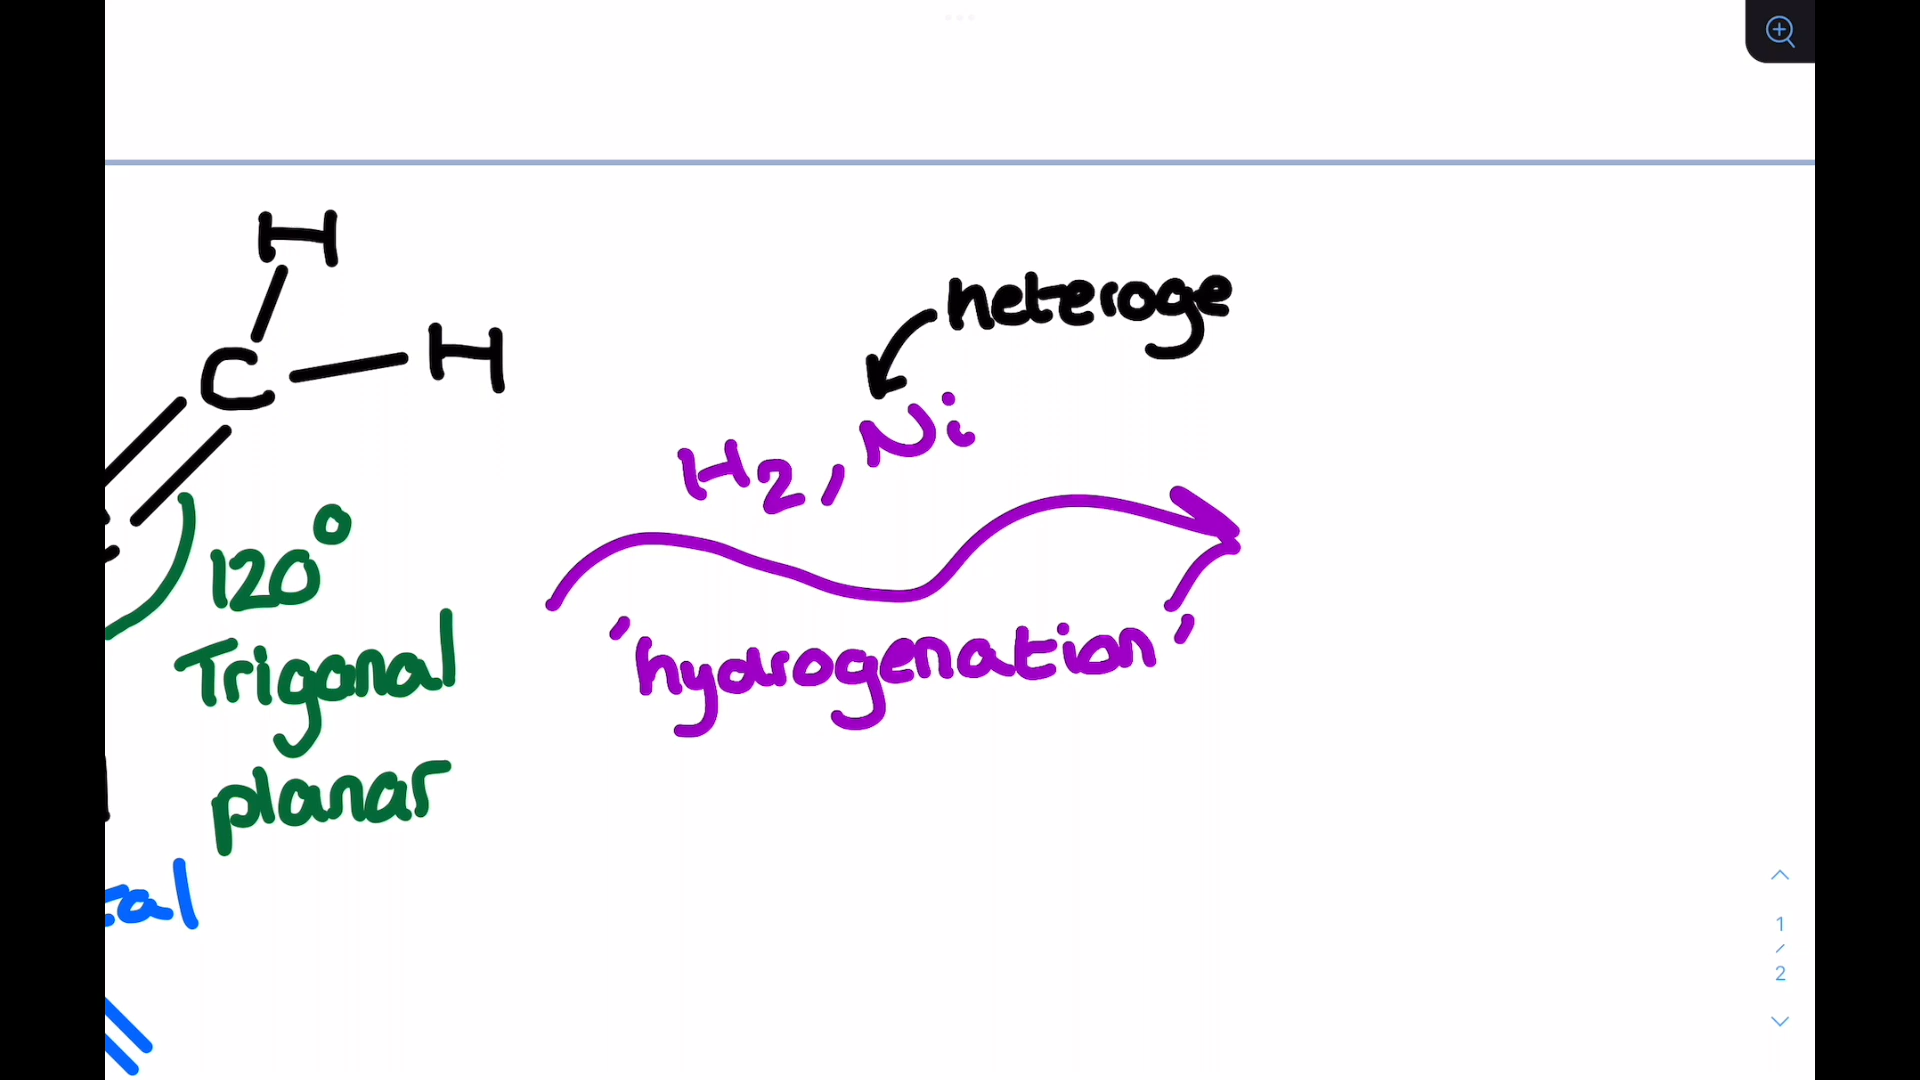 H
C H
heteroge
H2, Ni
120°
Trigonal
planar
'hydrogenation'
al
1
/
2